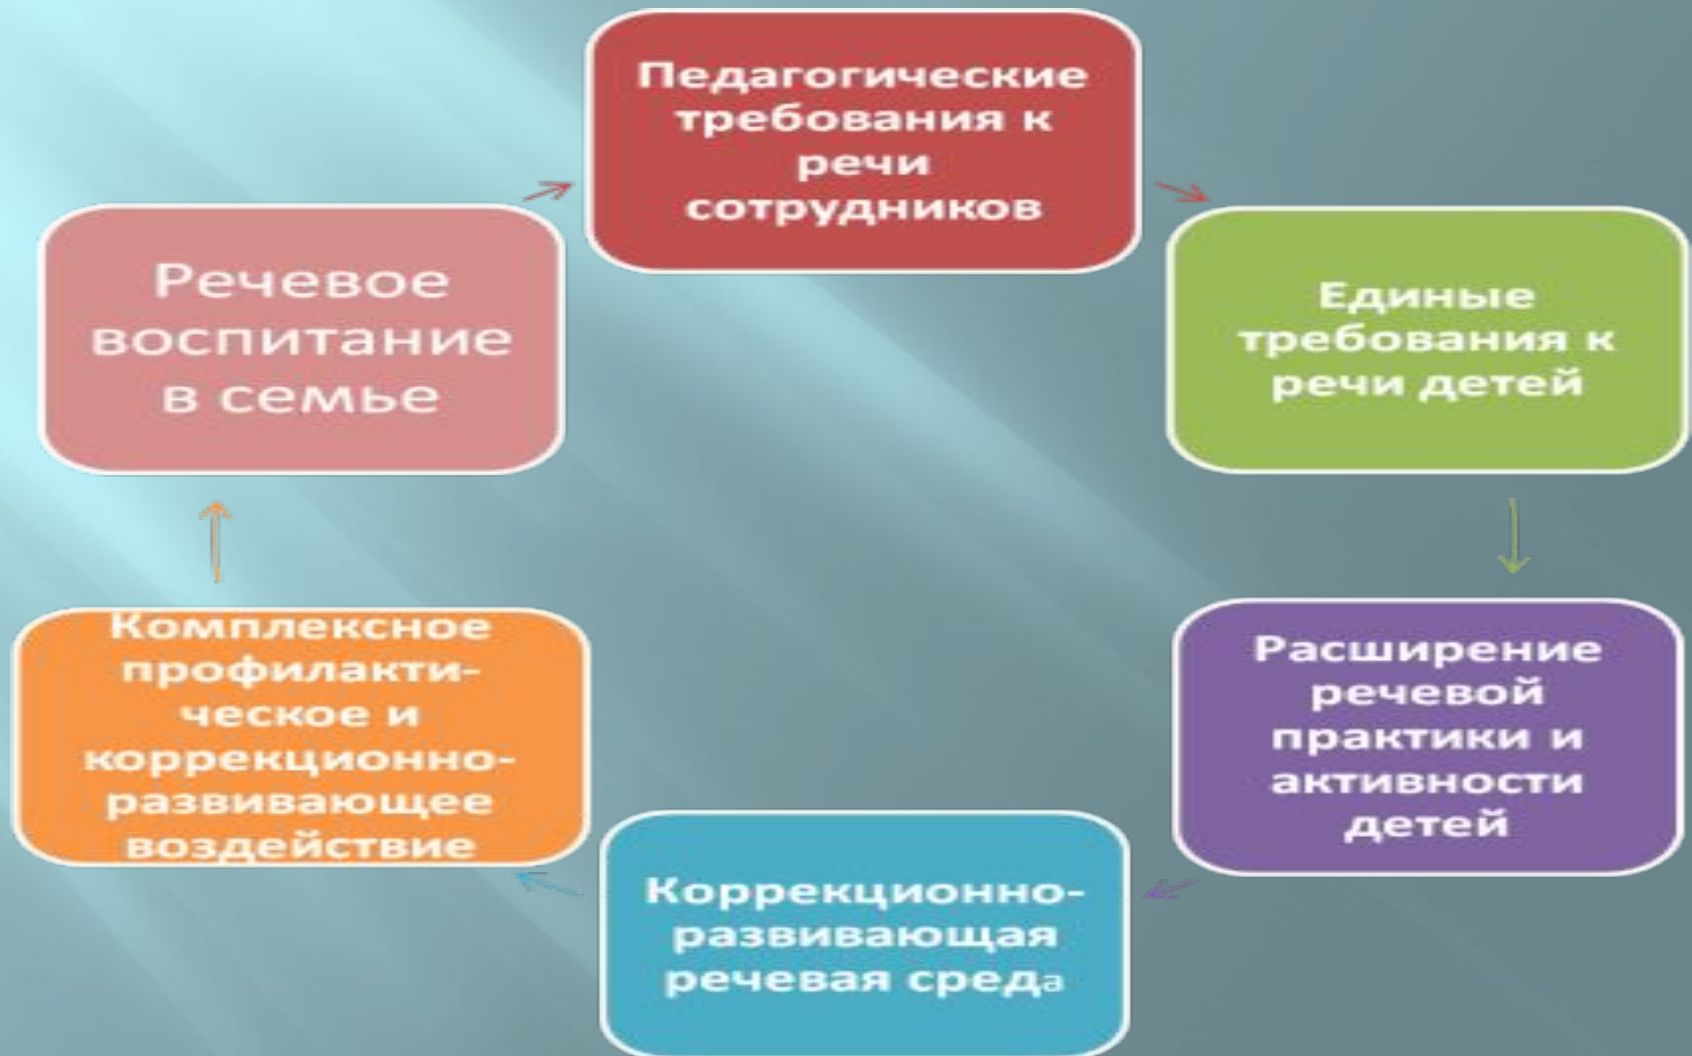 Педагогические
требования к
речи
сотрудников
Единые
требования к
речи детей
Расширение
речевой
практики и
активности
детей
Коррекционно-
развивающая
речевая среда
Комплексное
профилакти-
ческое и
коррекционно-
развивающее
воздействие
Речевое
воспитание
в семье